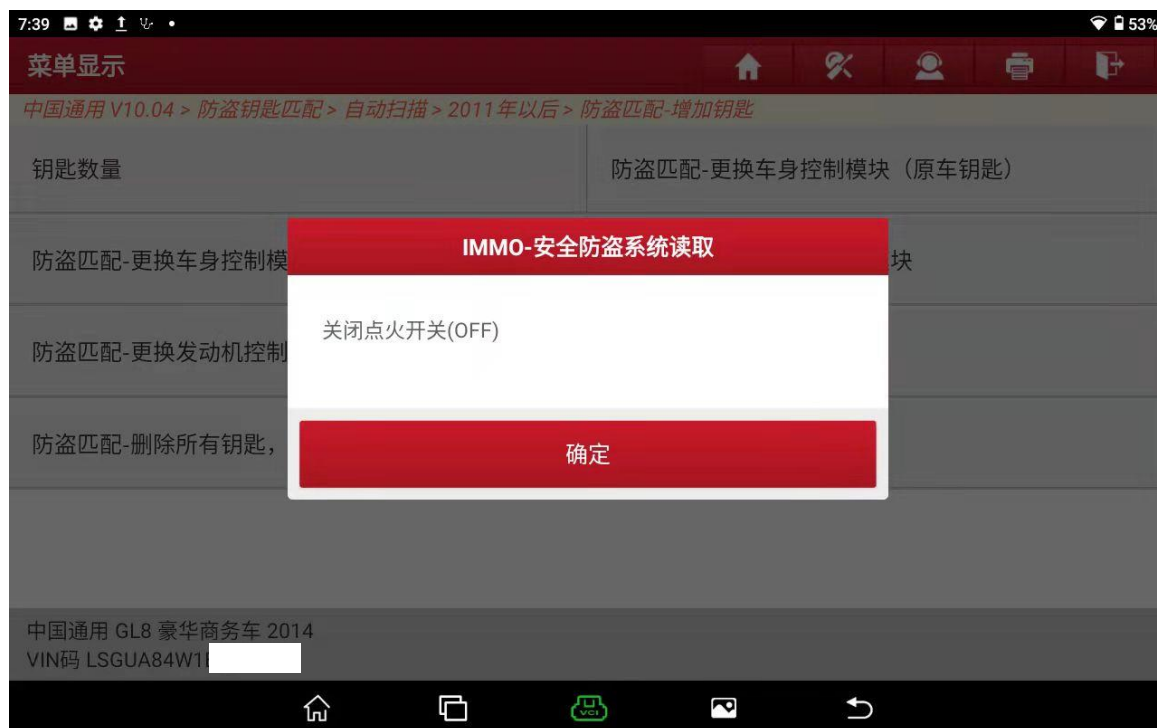 7:39
53%
菜单显示
中国通用 V10.04 > 防盗钥匙匹配 > 自动扫描 > 2011年以后 > 防盗匹配-增加钥匙
钥匙数量
防盗匹配-更换车身控制模块（原车钥匙）
IMMO-安全防盗系统读取
防盗匹配-更换车身控制模
块
关闭点火开关(OFF)
防盗匹配-更换发动机控制
防盗匹配-删除所有钥匙，
确定
中国通用 GL8 豪华商务车 2014
VIN码 LSGUA84W1
VCI